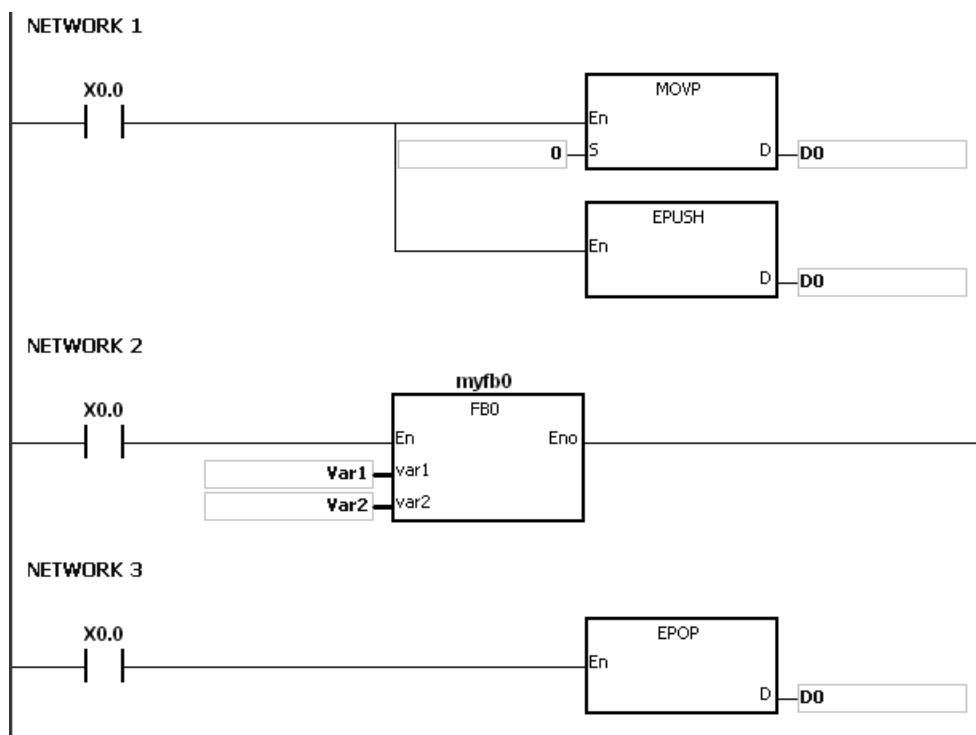 NETWORK 1
X0.0
MOVP
En
0 S D D0
EPUSH
En
D D0
NETWORK 2
X0.0
myfb0
FB0
En Eno
Var1 var1
Var2 var2
NETWORK 3
X0.0
EPOP
En
D D0